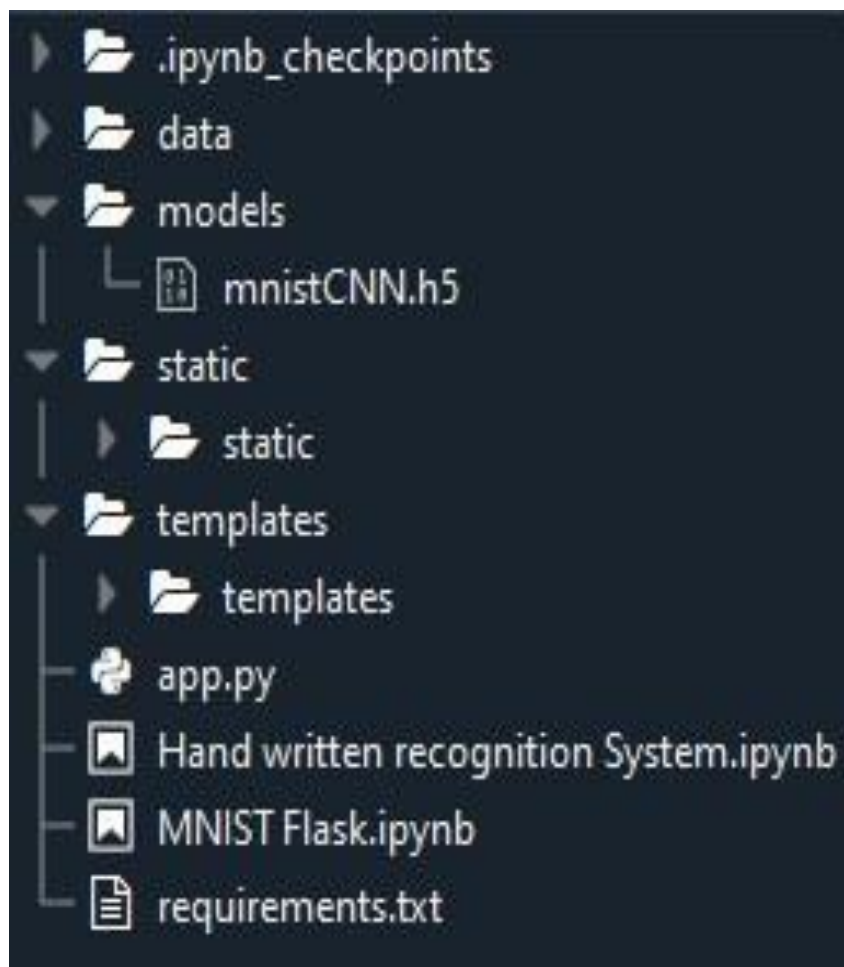 .ipynb_checkpoints
data
models
mnistCNN.h5
static
static
templates
templates
app.py
Hand written recognition System.ipynb
MNIST Flask.ipynb
requirements.txt